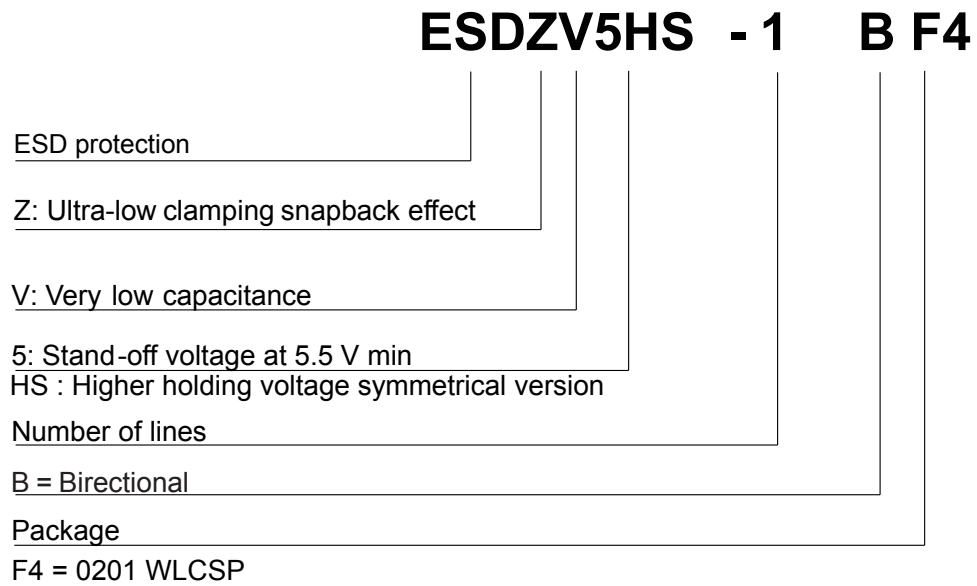 ESDZV5HS - 1 B F4
ESD protection
Z: Ultra-low clamping snapback effect
V: Very low capacitance
5: Stand-off voltage at 5.5 V min
HS : Higher holding voltage symmetrical version
Number of lines
B = Birectional
Package
F4 = 0201 WLCSP